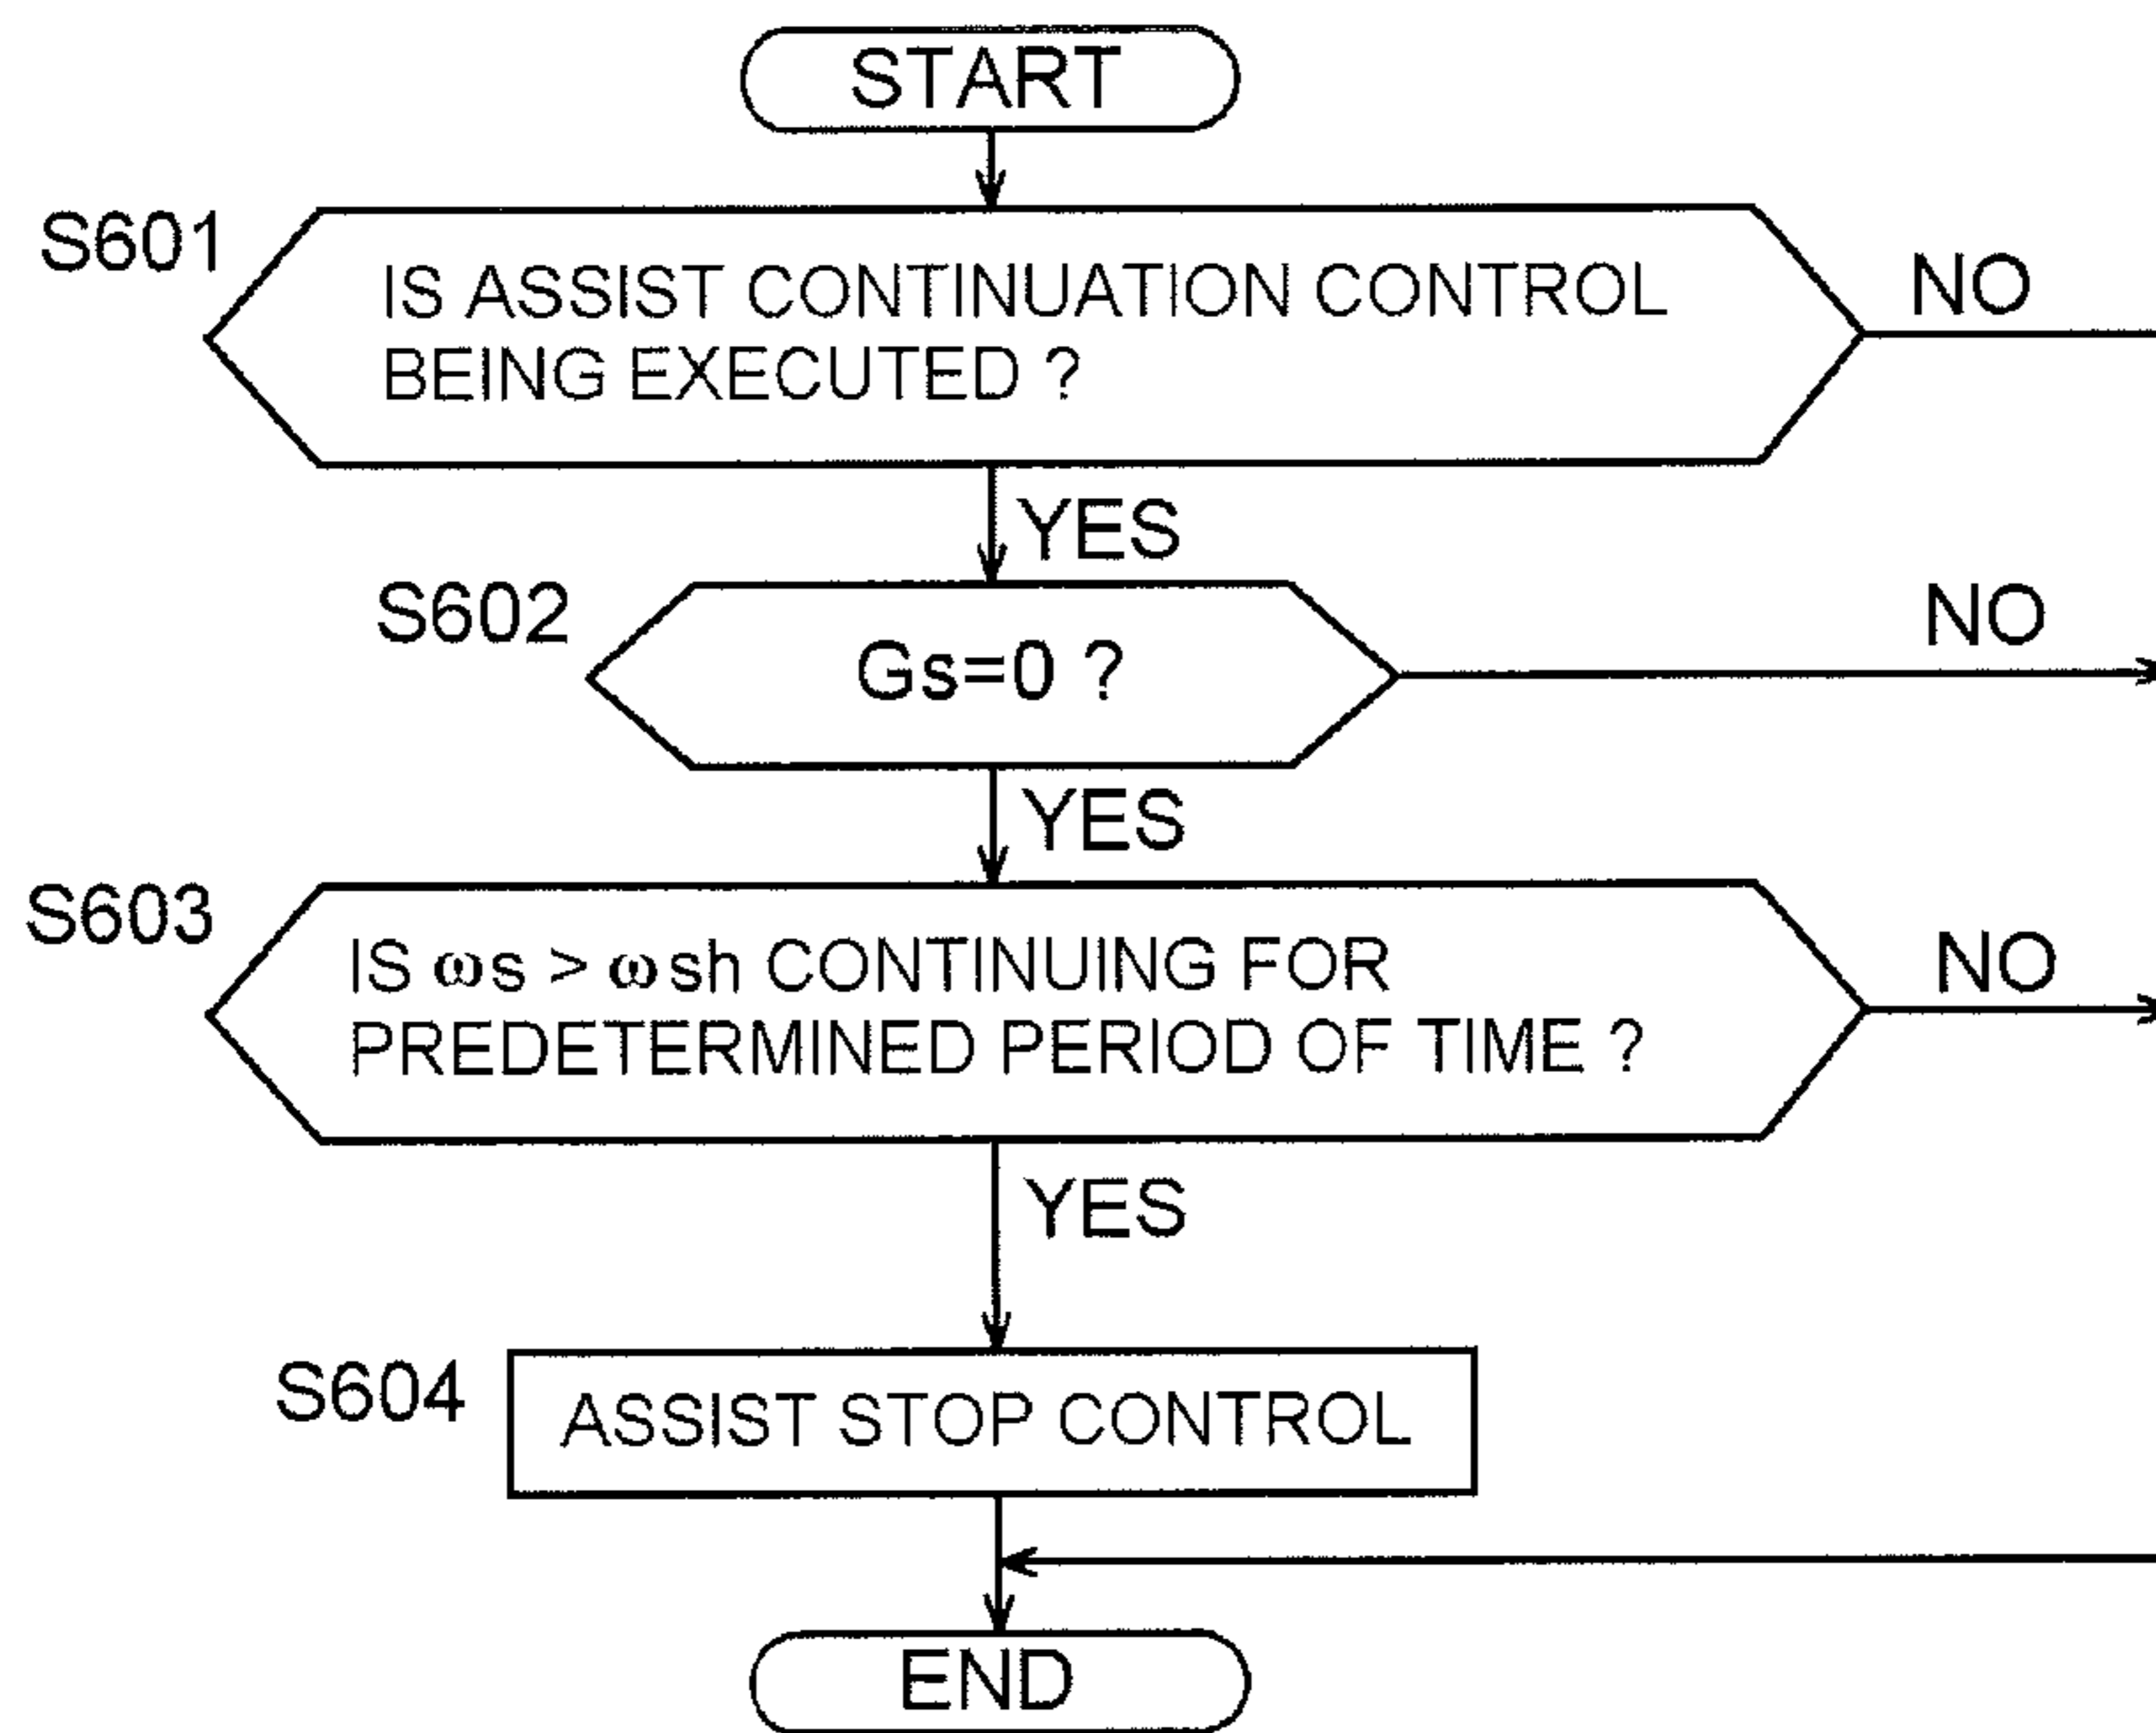 START
S601
IS ASSIST CONTINUATION CONTROL
BEING EXECUTED ?
NO
YES
S602
Gs=0 ?
NO
YES
S603
IS ωs > ωsh CONTINUING FOR
PREDETERMINED PERIOD OF TIME ?
NO
YES
S604
ASSIST STOP CONTROL
END